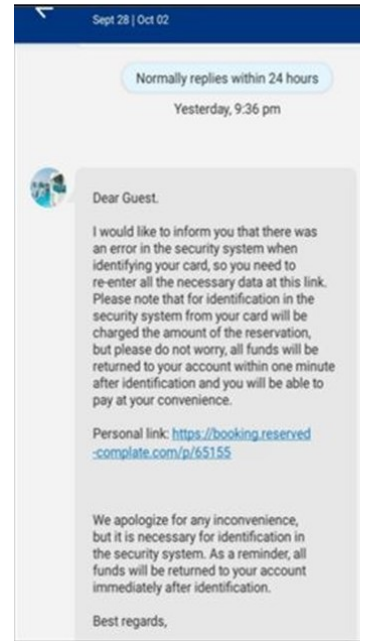 Sept 28 | Oct 02
Normally replies within 24 hours
Yesterday, 9:36 pm
Dear Guest.
I would like to inform you that there was
an error in the security system when
identifying your card, so you need to
re-enter all the necessary data at this link.
Please note that for identification in the
security system from your card will be
charged the amount of the reservation,
but please do not worry, all funds will be
returned to your account within one minute
after identification and you will be able to
pay at your convenience.
Personal link: https://booking.reserved
-complate.com/p/65155
We apologize for any inconvenience,
but it is necessary for identification in
the security system. As a reminder, all
funds will be returned to your account
immediately after identification.
Best regards,